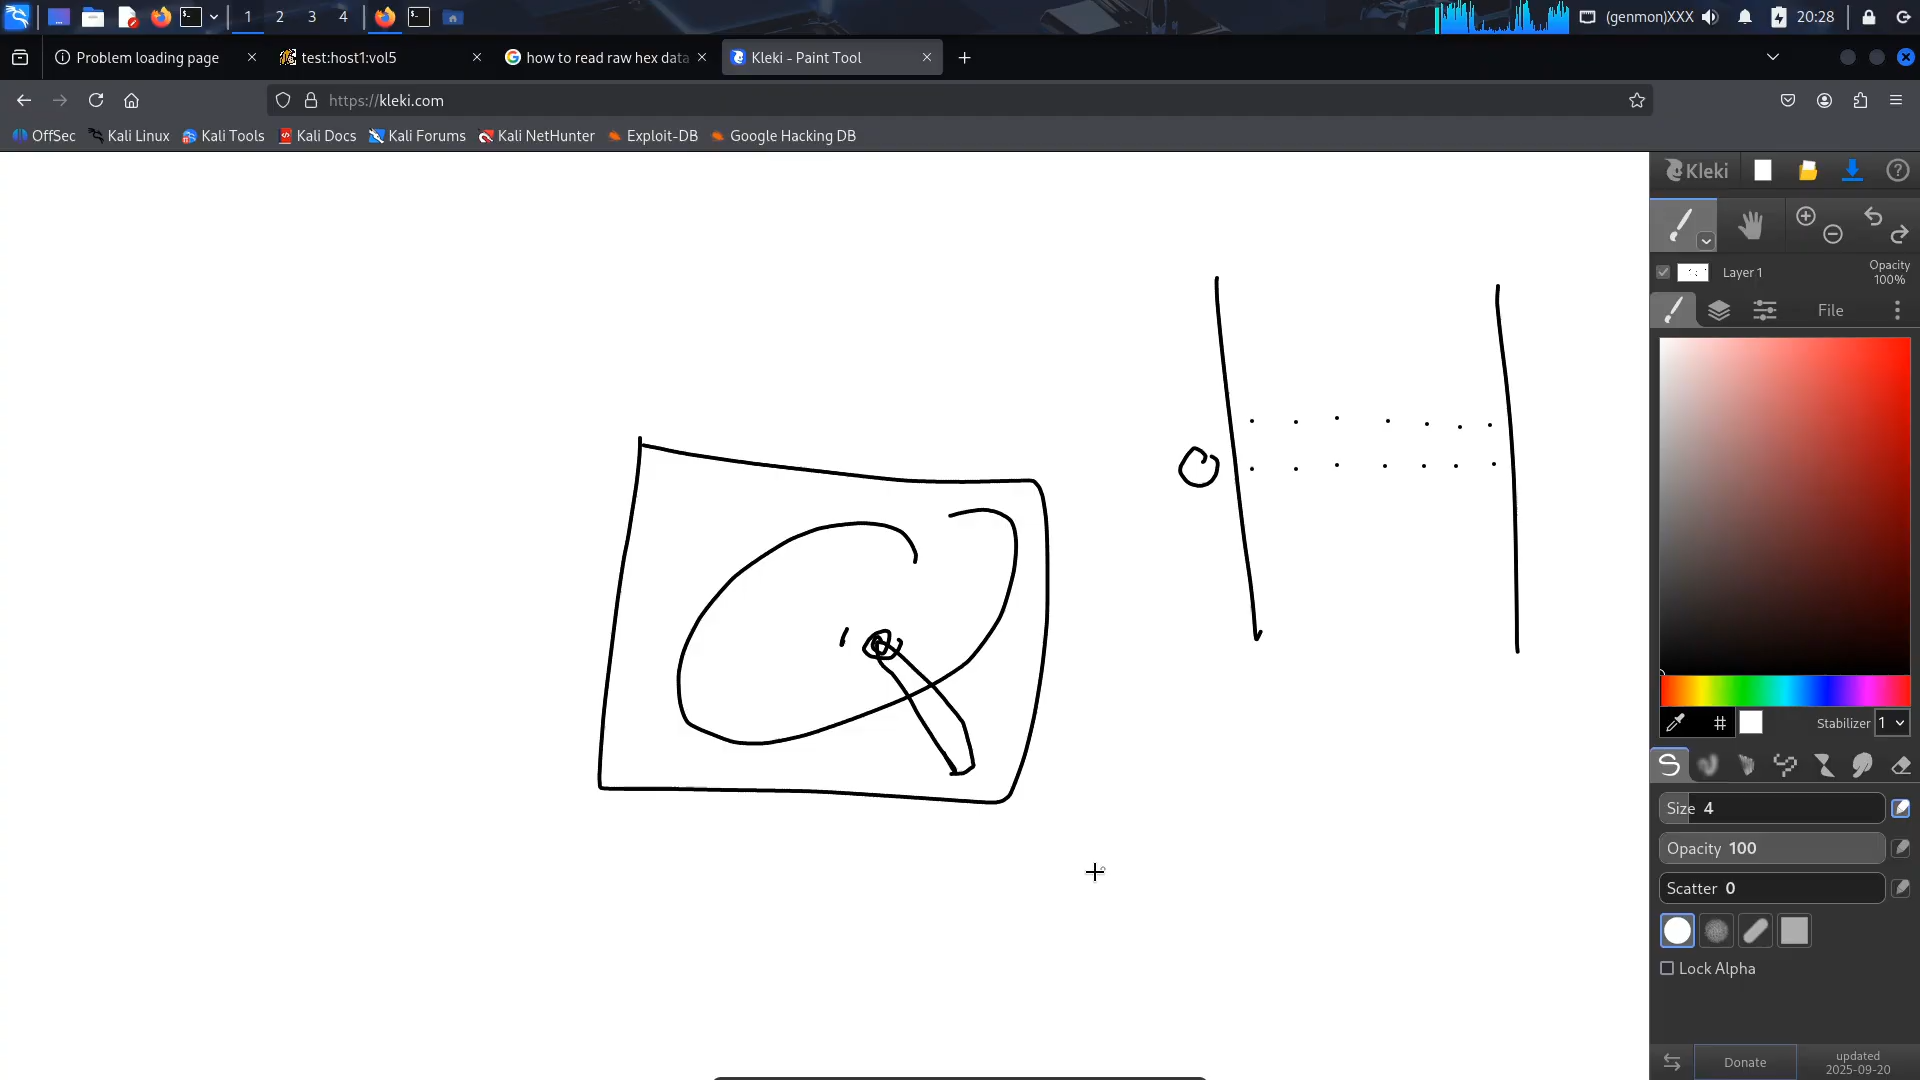 1 2 3 4 (genmon)XXX 20:28
Problem loading page test:host1:vol5 how to read raw hex data Kleki - Paint Tool
https://kleki.com
OffSec Kali Linux Kali Tools Kali Docs Kali Forums Kali NetHunter Exploit-DB Google Hacking DB
Kleki
Layer 1 Opacity
100%
File
# Stabilizer 1
Size 4
Opacity 100
Scatter 0
Lock Alpha
Donate updated
2025-09-20